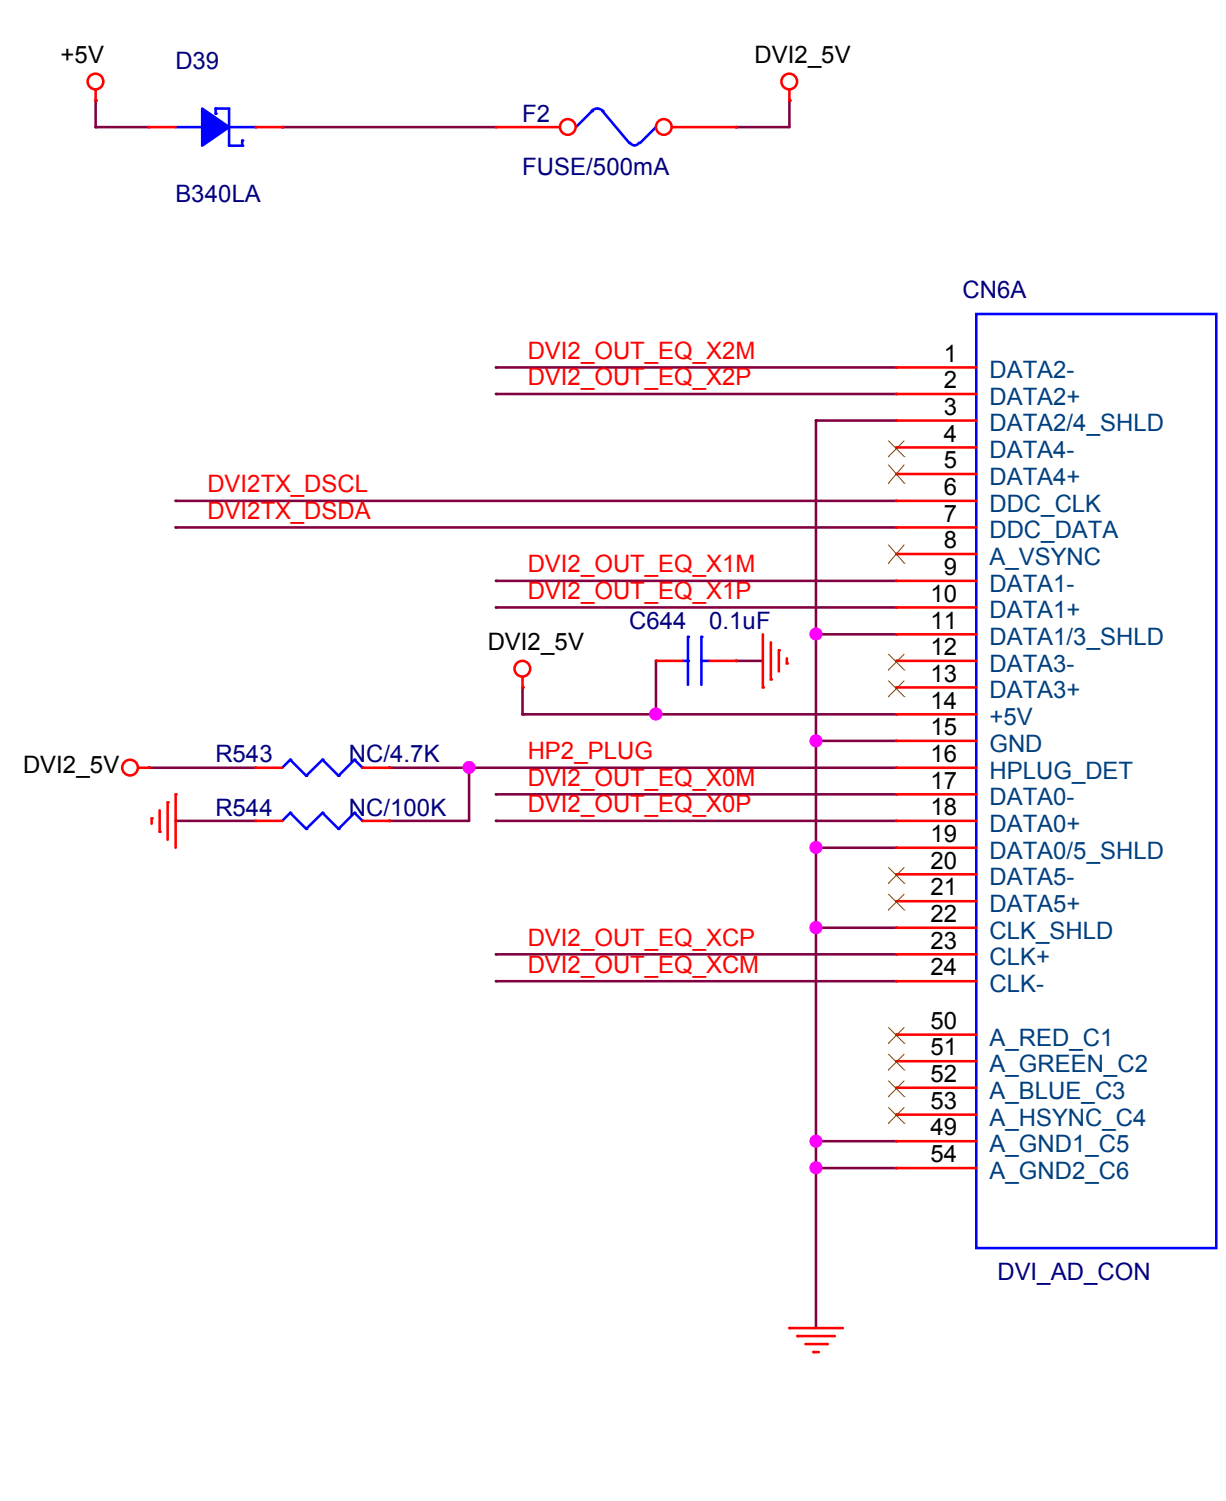 +5V
D39
DVI2_5V
F2
FUSE/500mA
B340LA
CN6A
DVI2_OUT_EQ_X2M
1
DATA2-
DVI2_OUT_EQ_X2P
2
DATA2+
3
DATA2/4_SHLD
4
DATA4-
5
DATA4+
DVI2TX_DSCL
6
DDC_CLK
DVI2TX_DSDA
7
DDC_DATA
8
A_VSYNC
DVI2_OUT_EQ_X1M
9
DATA1-
DVI2_OUT_EQ_X1P
10
DATA1+
C644 0.1uF
11
DATA1/3_SHLD
DVI2_5V
12
DATA3-
13
DATA3+
14
+5V
15
GND
DVI2_5V
R543 NC/4.7K
HP2_PLUG
16
HPLUG_DET
DVI2_OUT_EQ_X0M
17
DATA0-
R544 NC/100K
DVI2_OUT_EQ_X0P
18
DATA0+
19
DATA0/5_SHLD
20
DATA5-
21
DATA5+
22
CLK_SHLD
DVI2_OUT_EQ_XCP
23
CLK+
DVI2_OUT_EQ_XCM
24
CLK-
50
A_RED_C1
51
A_GREEN_C2
52
A_BLUE_C3
53
A_HSYNC_C4
49
A_GND1_C5
54
A_GND2_C6
DVI_AD_CON